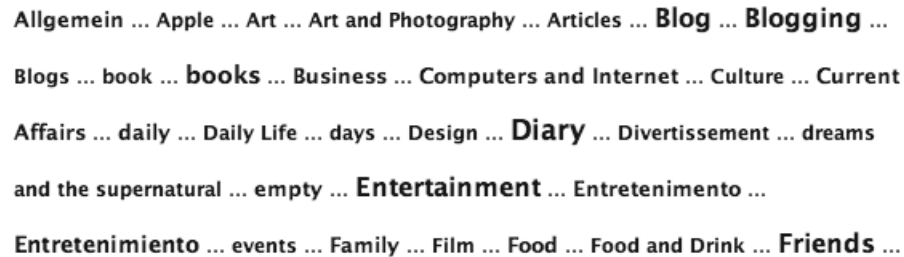 Allgemein ... Apple ... Art ... Art and Photography ... Articles ... Blog ... Blogging ...
Blogs ... book ... books ... Business ... Computers and Internet ... Culture ... Current
Affairs ... daily ... Daily Life ... days ... Design ... Diary ... Divertissement ... dreams
and the supernatural ... empty ... Entertainment ... Entretenimento ...
Entretenimiento ... events ... Family ... Film ... Food ... Food and Drink ... Friends ...